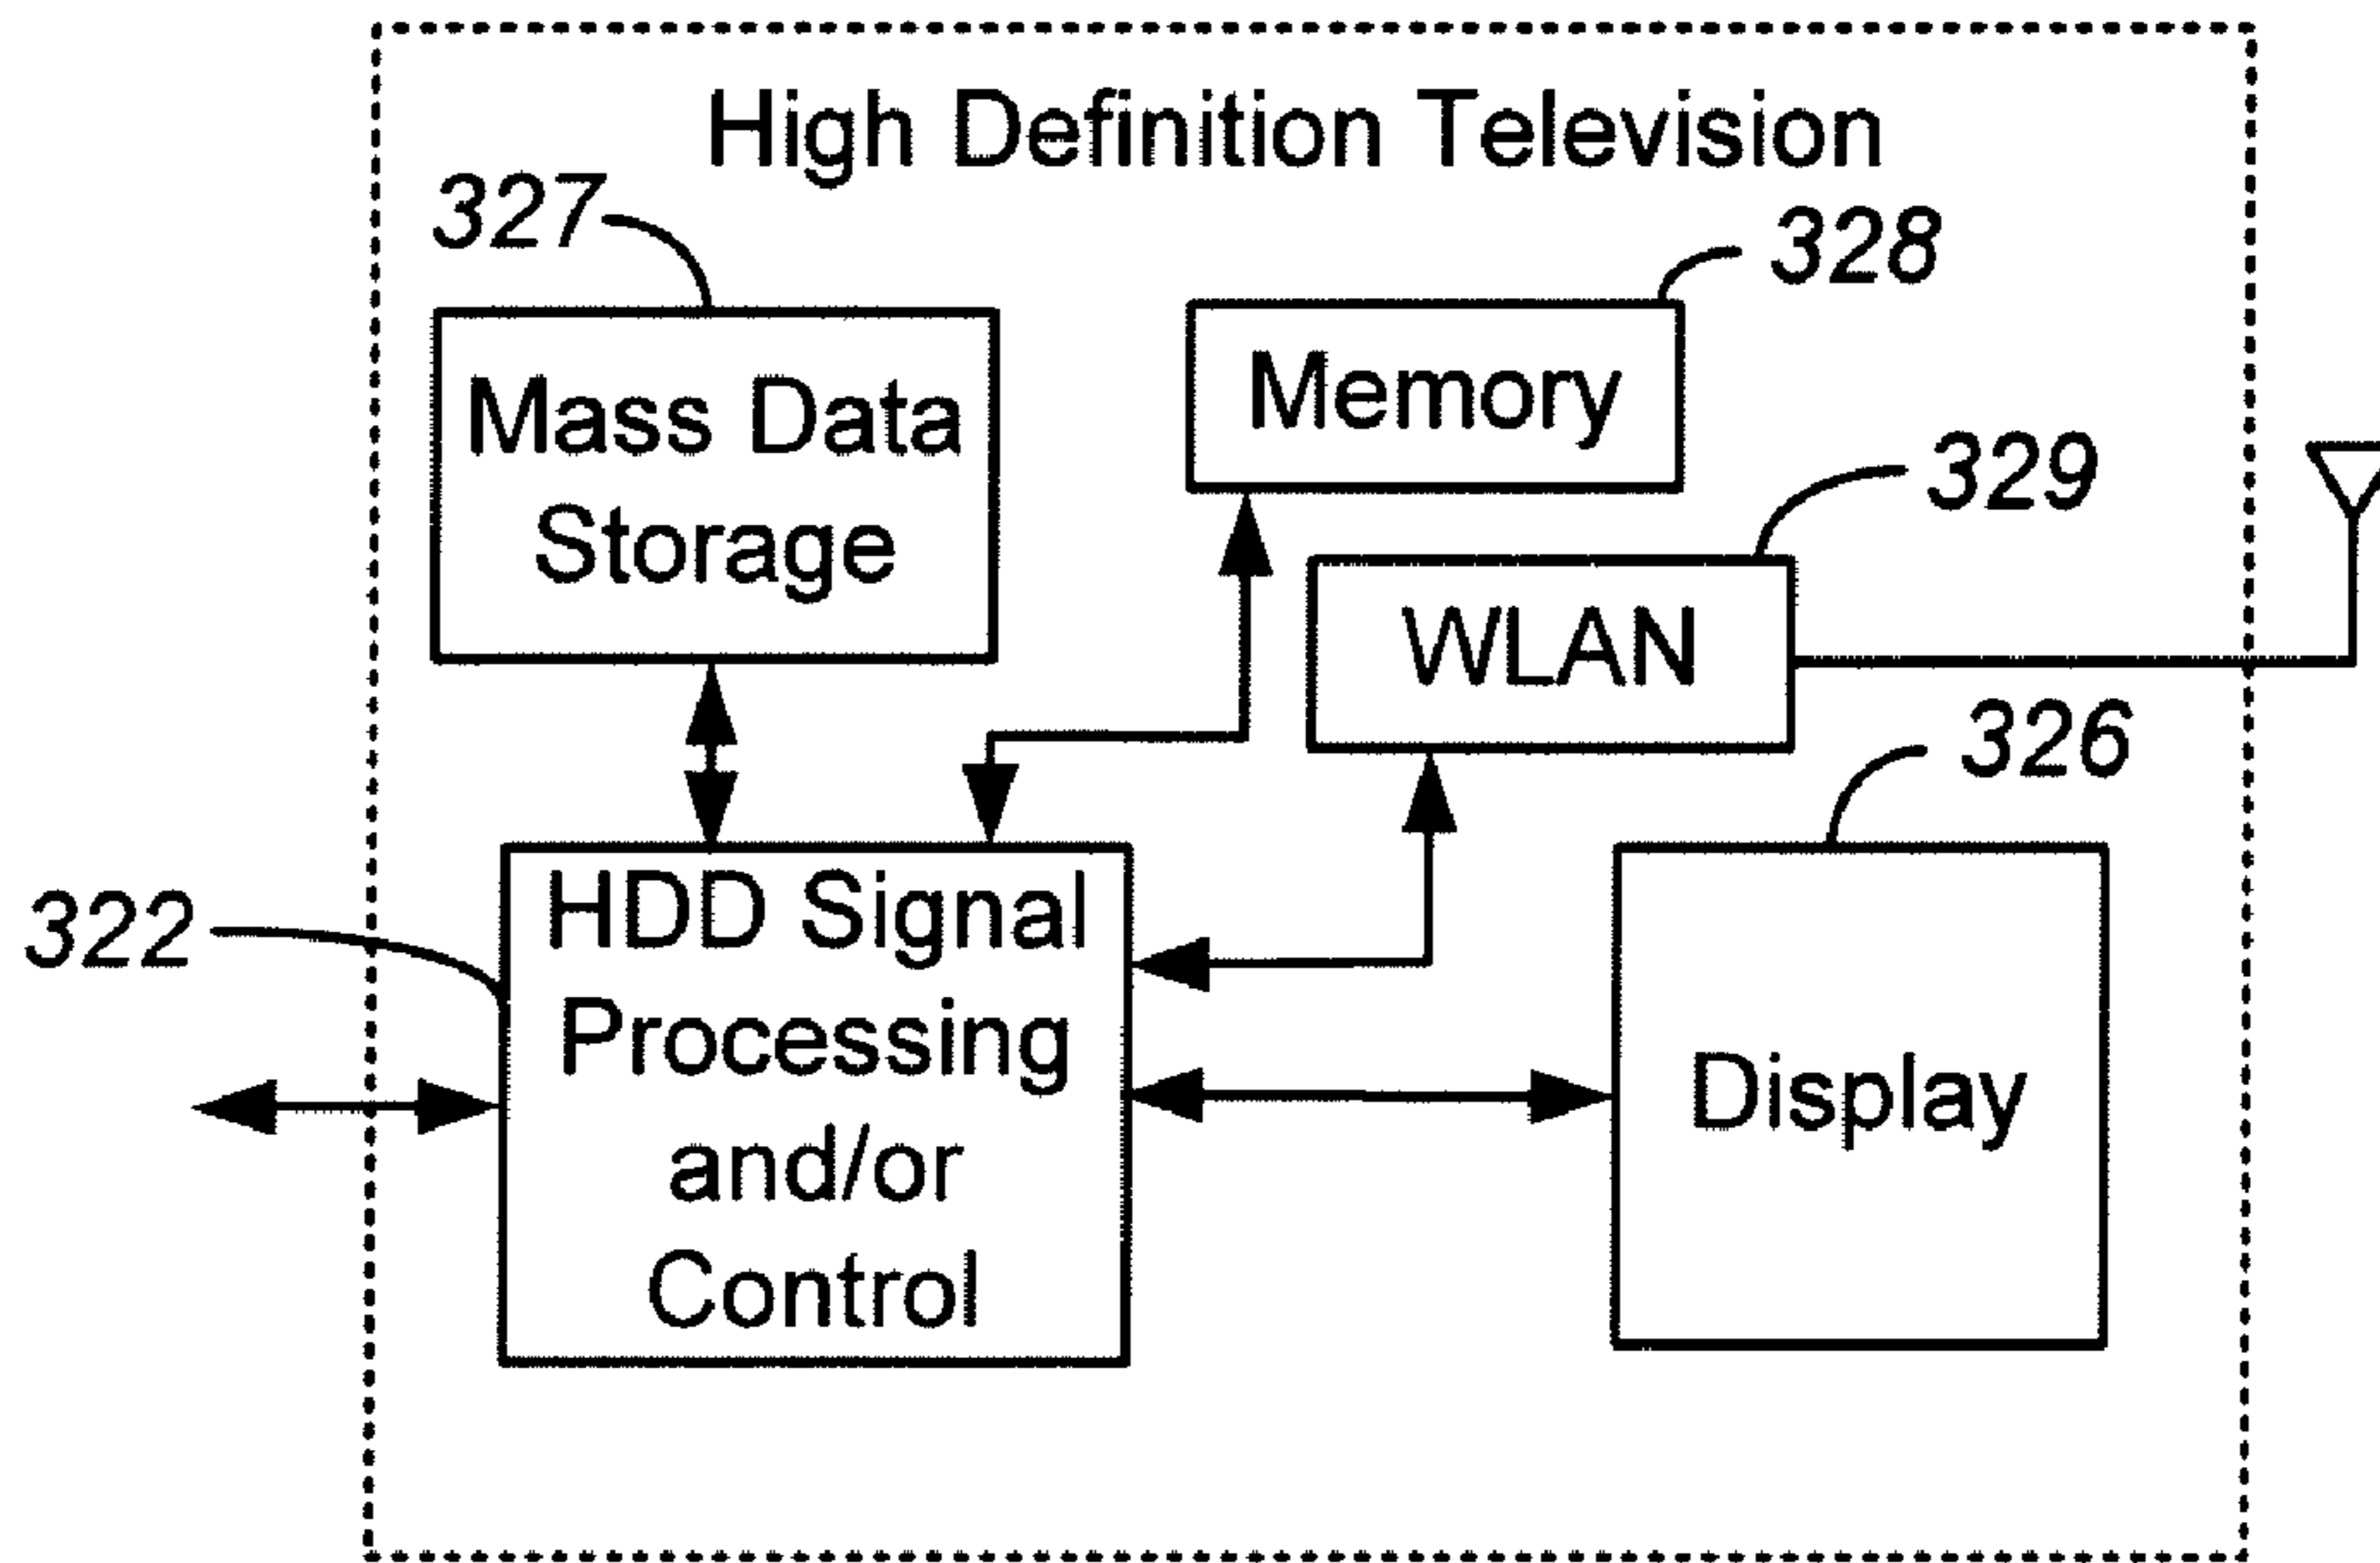 High Definition Television
327
328
Mass Data
Storage
Memory
329
WLAN
326
322
HDD Signal
Processing
and/or
Control
Display